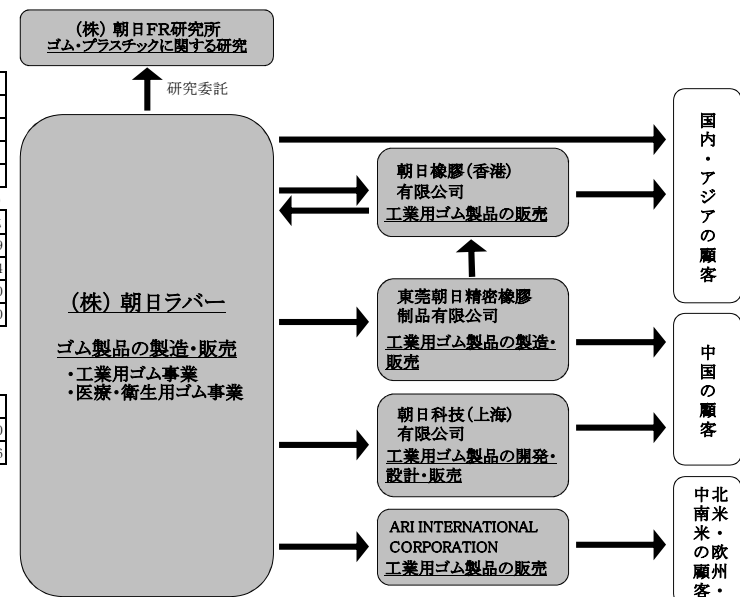 (株) 朝日FR研究所
ゴム・プラスチックに関する研究
研究委託
(株) 朝日ラバー
ゴム製品の製造・販売
・工業用ゴム事業
・医療・衛生用ゴム事業
朝日橡膠(香港)
有限公司
工業用ゴム製品の販売
東莞朝日精密橡膠
制品有限公司
工業用ゴム製品の製造・
販売
朝日科技(上海)
有限公司
工業用ゴム製品の開発・
設計・販売
ARI INTERNATIONAL
CORPORATION
工業用ゴム製品の販売
国内・アジアの顧客
中国の顧客
北米・欧州・
中南米の顧客